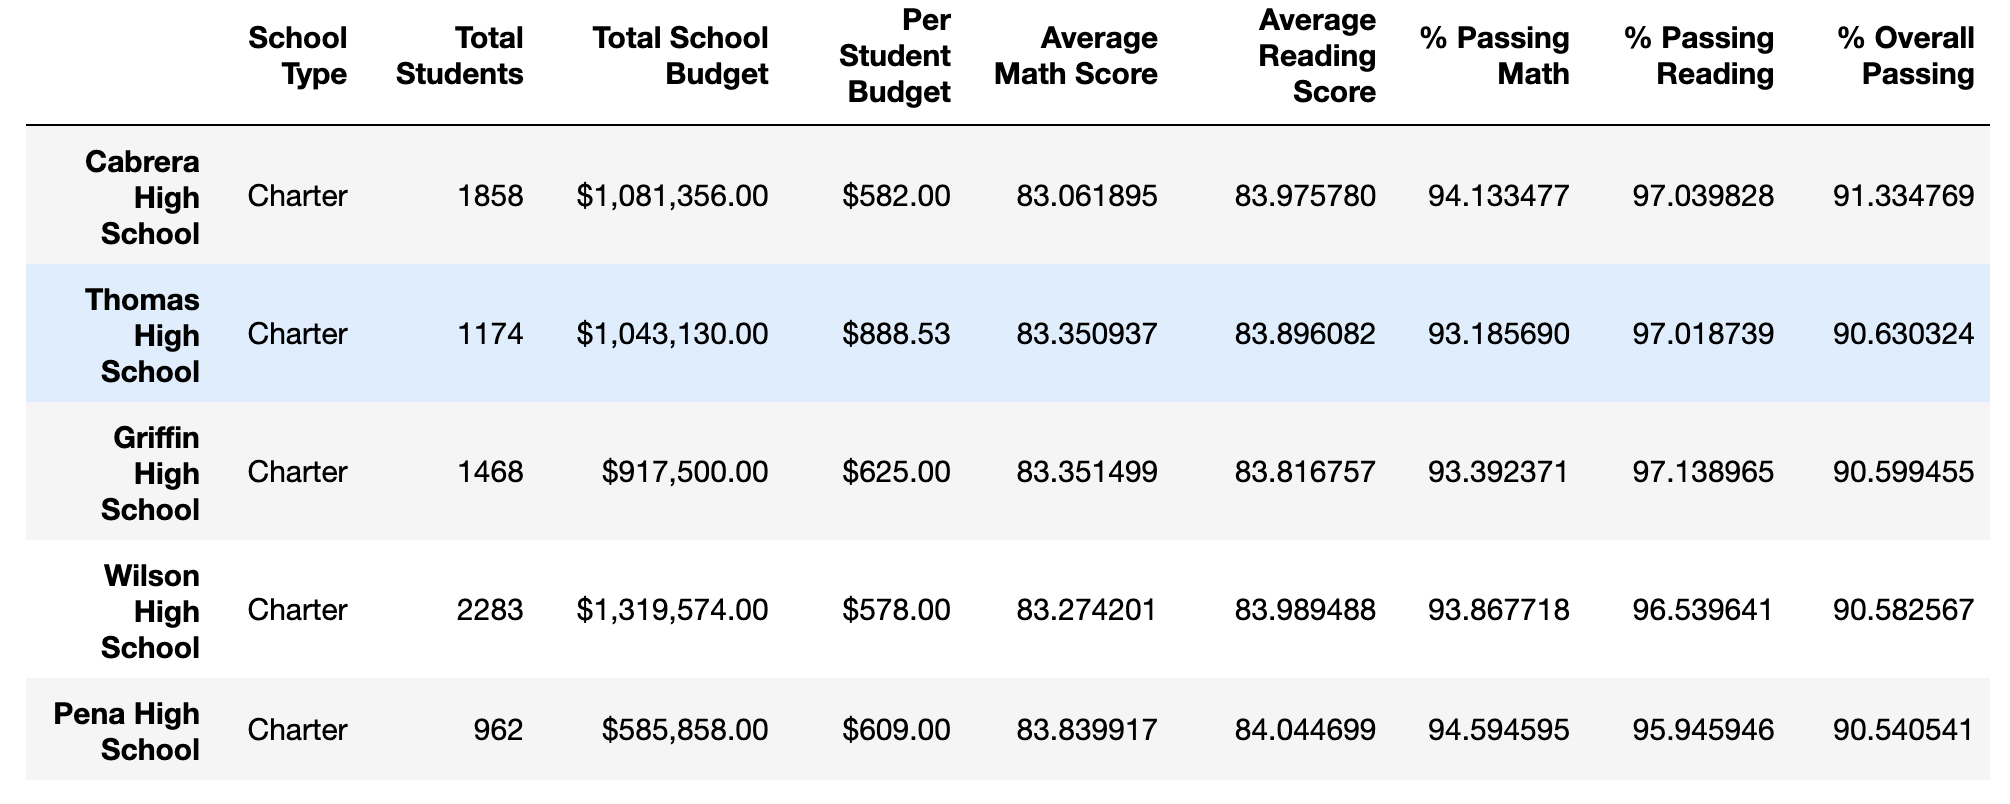 School Type Total Students Total School Budget Per Student Budget Average Math Score Average Reading Score % Passing Math % Passing Reading % Overall Passing
Cabrera High School Charter 1858 $1,081,356.00 $582.00 83.061895 83.975780 94.133477 97.039828 91.334769
Thomas High School Charter 1174 $1,043,130.00 $888.53 83.350937 83.896082 93.185690 97.018739 90.630324
Griffin High School Charter 1468 $917,500.00 $625.00 83.351499 83.816757 93.392371 97.138965 90.599455
Wilson High School Charter 2283 $1,319,574.00 $578.00 83.274201 83.989488 93.867718 96.539641 90.582567
Pena High School Charter 962 $585,858.00 $609.00 83.839917 84.044699 94.594595 95.945946 90.540541